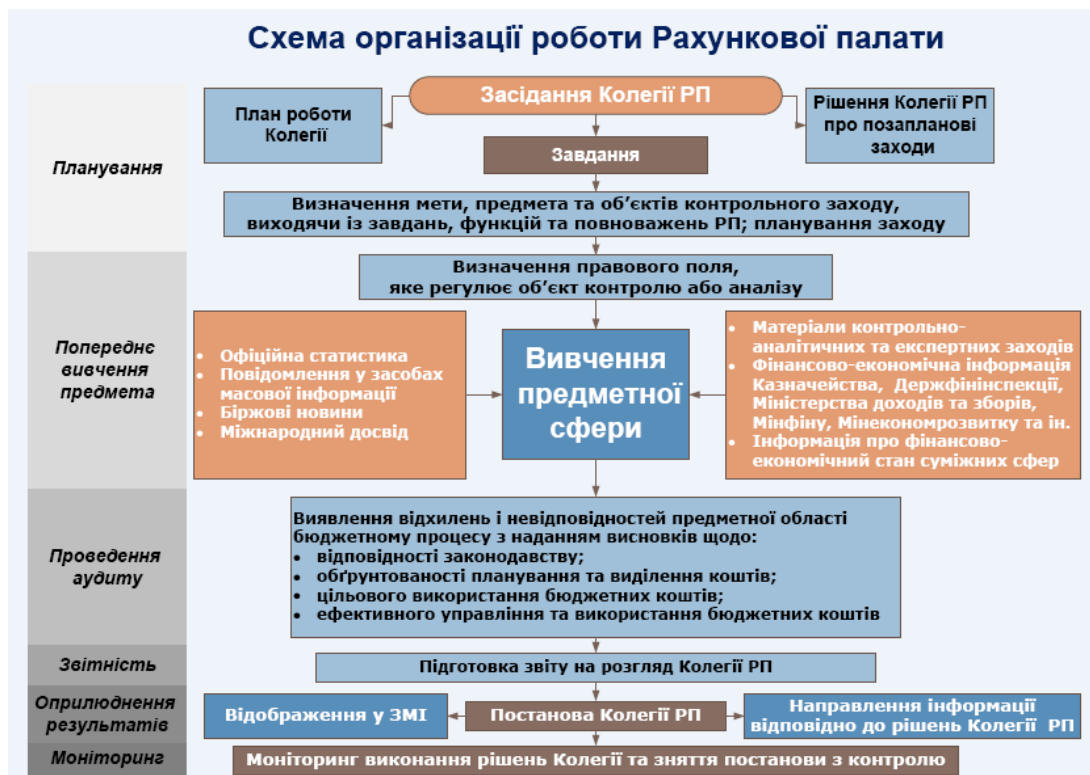 Схема організації роботи Рахункової палати
Планування
План роботи
Колегії
Засідання Колегії РП
Рішення Колегії РП
про позапланові
заходи
Завдання
Визначення мети, предмета та об’єктів контрольного заходу,
виходячи із завдань, функцій та повноважень РП; планування заходу
Попереднє
вивчення
предмета
Визначення правового поля,
яке регулює об’єкт контролю або аналізу
• Офіційна статистика
• Повідомлення у засобах
масової інформації
• Біржові новини
• Міжнародний досвід
Вивчення
предметної
сфери
• Матеріали контрольно-
аналітичних та експертних заходів
• Фінансово-економічна інформація
Казначейства, Держфінінспекції,
Міністерства доходів та зборів,
Мінфіну, Мінекономрозвитку та ін.
• Інформація про фінансово-
економічний стан суміжних сфер
Проведення
аудиту
Виявлення відхилень і невідповідностей предметної області
бюджетному процесу з наданням висновків щодо:
• відповідності законодавству;
• обґрунтованості планування та виділення коштів;
• цільового використання бюджетних коштів;
• ефективного управління та використання бюджетних коштів
Звітність
Підготовка звіту на розгляд Колегії РП
Оприлюднення
результатів
Відображення у ЗМІ
Постанова Колегії РП
Направлення інформації
відповідно до рішень Колегії РП
Моніторинг
Моніторинг виконання рішень Колегії та зняття постанови з контролю